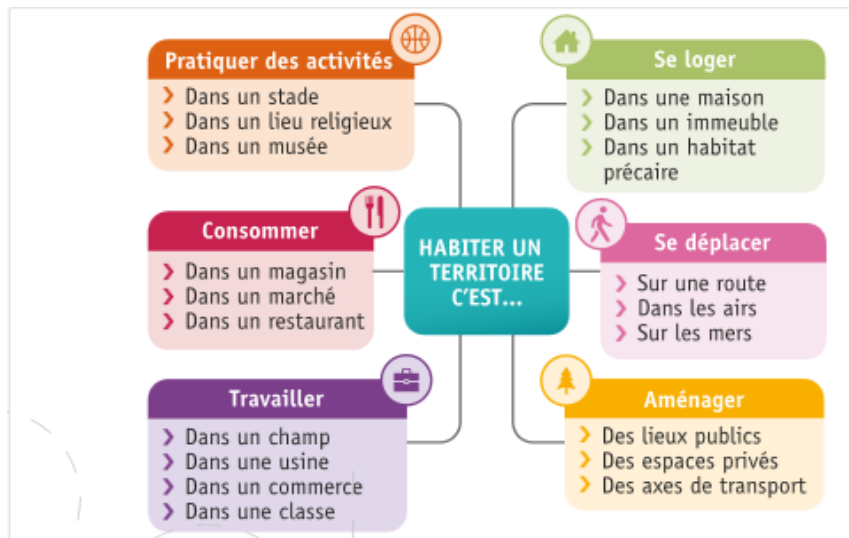 Pratiquer des activités
❯ Dans un stade
❯ Dans un lieu religieux
❯ Dans un musée
Consommer
❯ Dans un magasin
❯ Dans un marché
❯ Dans un restaurant
Travailler
❯ Dans un champ
❯ Dans une usine
❯ Dans un commerce
❯ Dans une classe
HABITER UN
TERRITOIRE
C'EST...
Se loger
❯ Dans une maison
❯ Dans un immeuble
❯ Dans un habitat
précaire
Se déplacer
❯ Sur une route
❯ Dans les airs
❯ Sur les mers
Aménager
❯ Des lieux publics
❯ Des espaces privés
❯ Des axes de transport